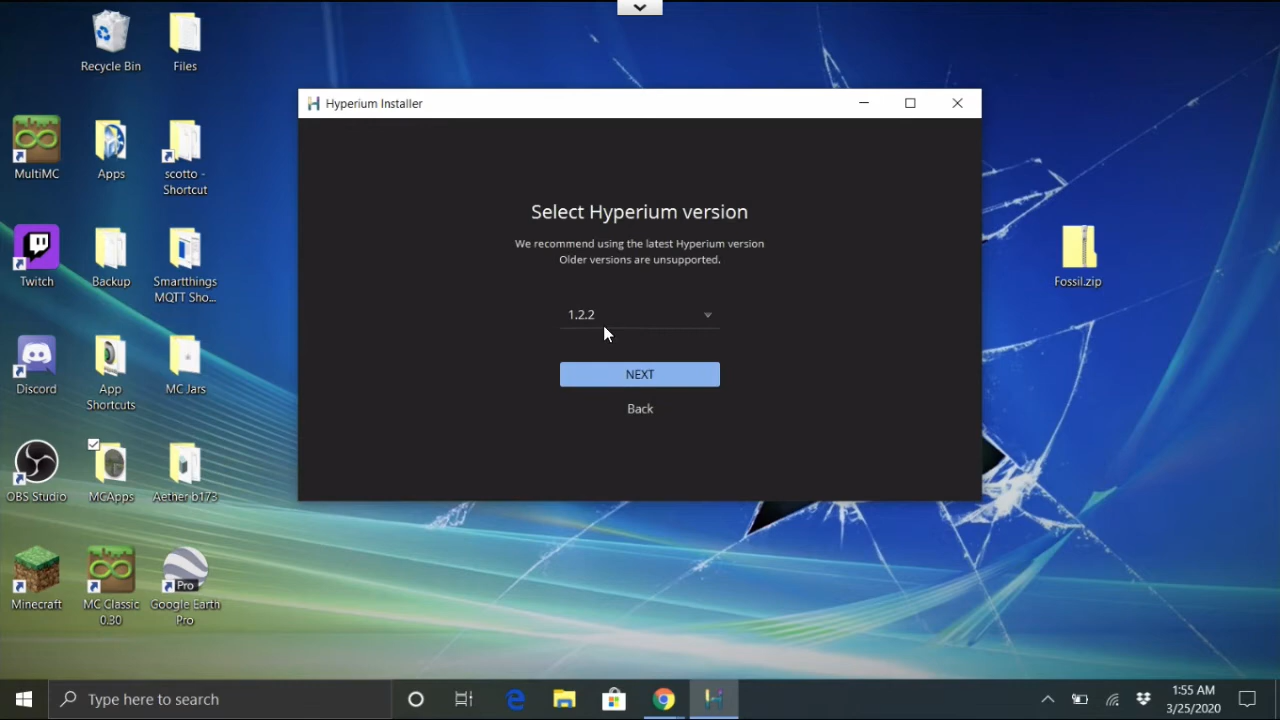 Recycle Bin
Files
MultiMC
Apps
scotto -
Shortcut
Twitch
Backup
Smartthings
MQTT Sho...
Discord
App
Shortcuts
MC Jars
OBS Studio
MCApps
Aether b173
Minecraft
MC Classic
0.30
Pro
Google Earth
Pro
Hyperium Installer
Select Hyperium version
We recommend using the latest Hyperium version
Older versions are unsupported.
1.2.2
NEXT
Back
Fossil.zip
Type here to search
1:55 AM
3/25/2020